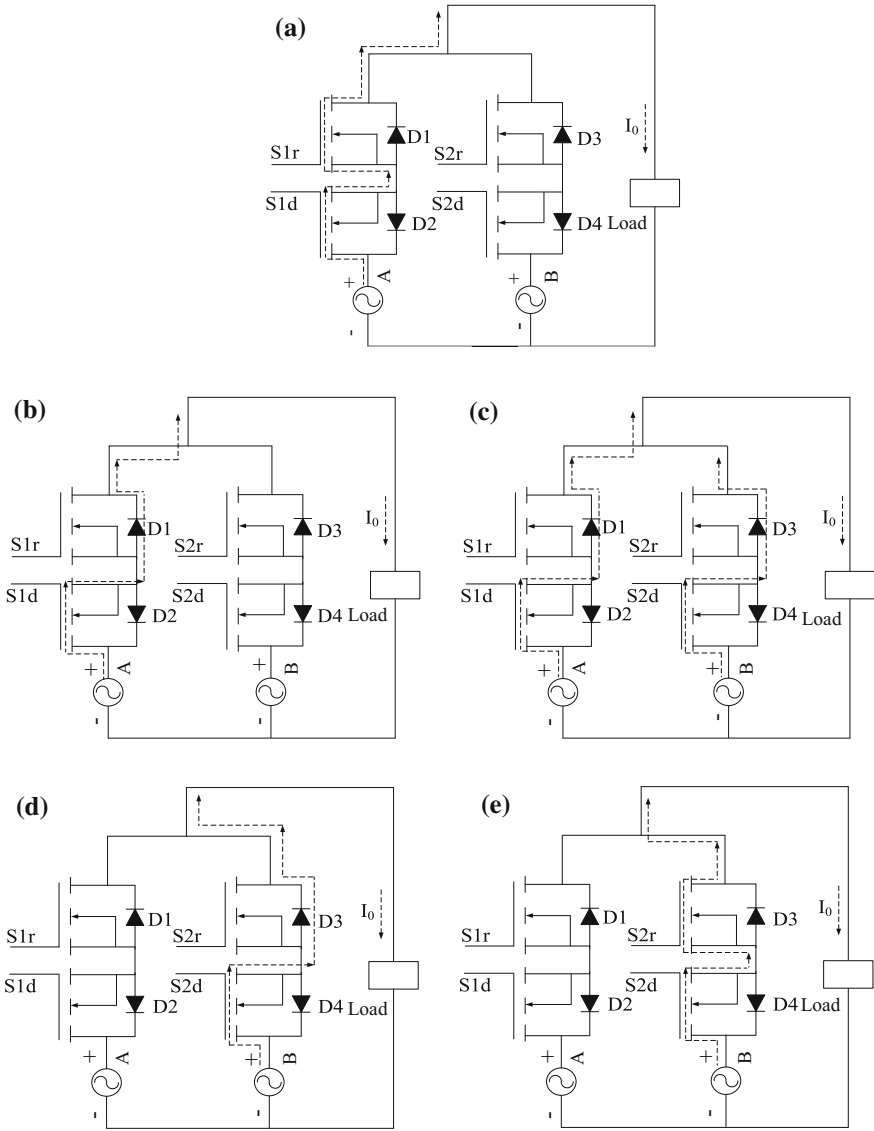 (a)
I0
S1r
D1
S2r
D3
S1d
D2
S2d
D4
Load
+
A
+
B
-
-
(b)
I0
S1r
D1
S2r
D3
S1d
D2
S2d
D4
Load
+
A
+
B
-
-
(c)
I0
S1r
D1
S2r
D3
S1d
D2
S2d
D4
Load
+
A
+
B
-
-
(d)
I0
S1r
D1
S2r
D3
S1d
D2
S2d
D4
Load
+
A
+
B
-
-
(e)
I0
S1r
D1
S2r
D3
S1d
D2
S2d
D4
Load
+
A
+
B
-
-